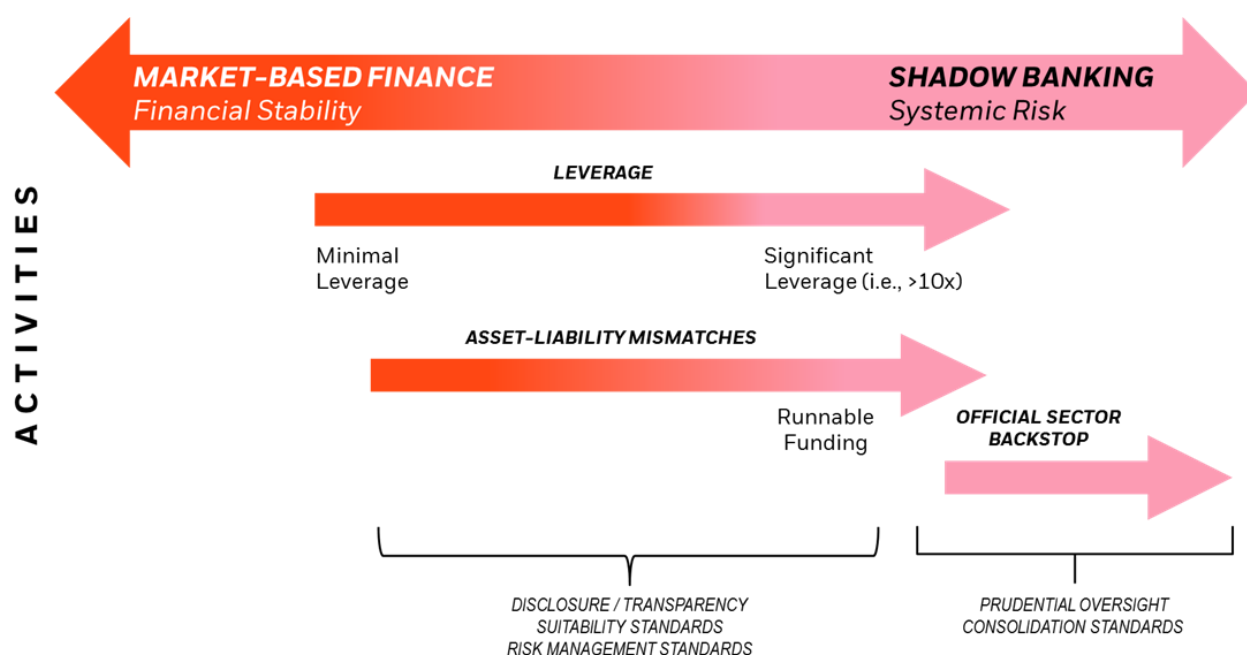 MARKET-BASED FINANCE
Financial Stability
SHADOW BANKING
Systemic Risk
ACTIVITIES
LEVERAGE
Minimal
Leverage
Significant
Leverage (i.e., >10x)
ASSET-LIABILITY MISMATCHES
Runnable
Funding
OFFICIAL SECTOR
BACKSTOP
DISCLOSURE / TRANSPARENCY
SUITABILITY STANDARDS
RISK MANAGEMENT STANDARDS
PRUDENTIAL OVERSIGHT
CONSOLIDATION STANDARDS